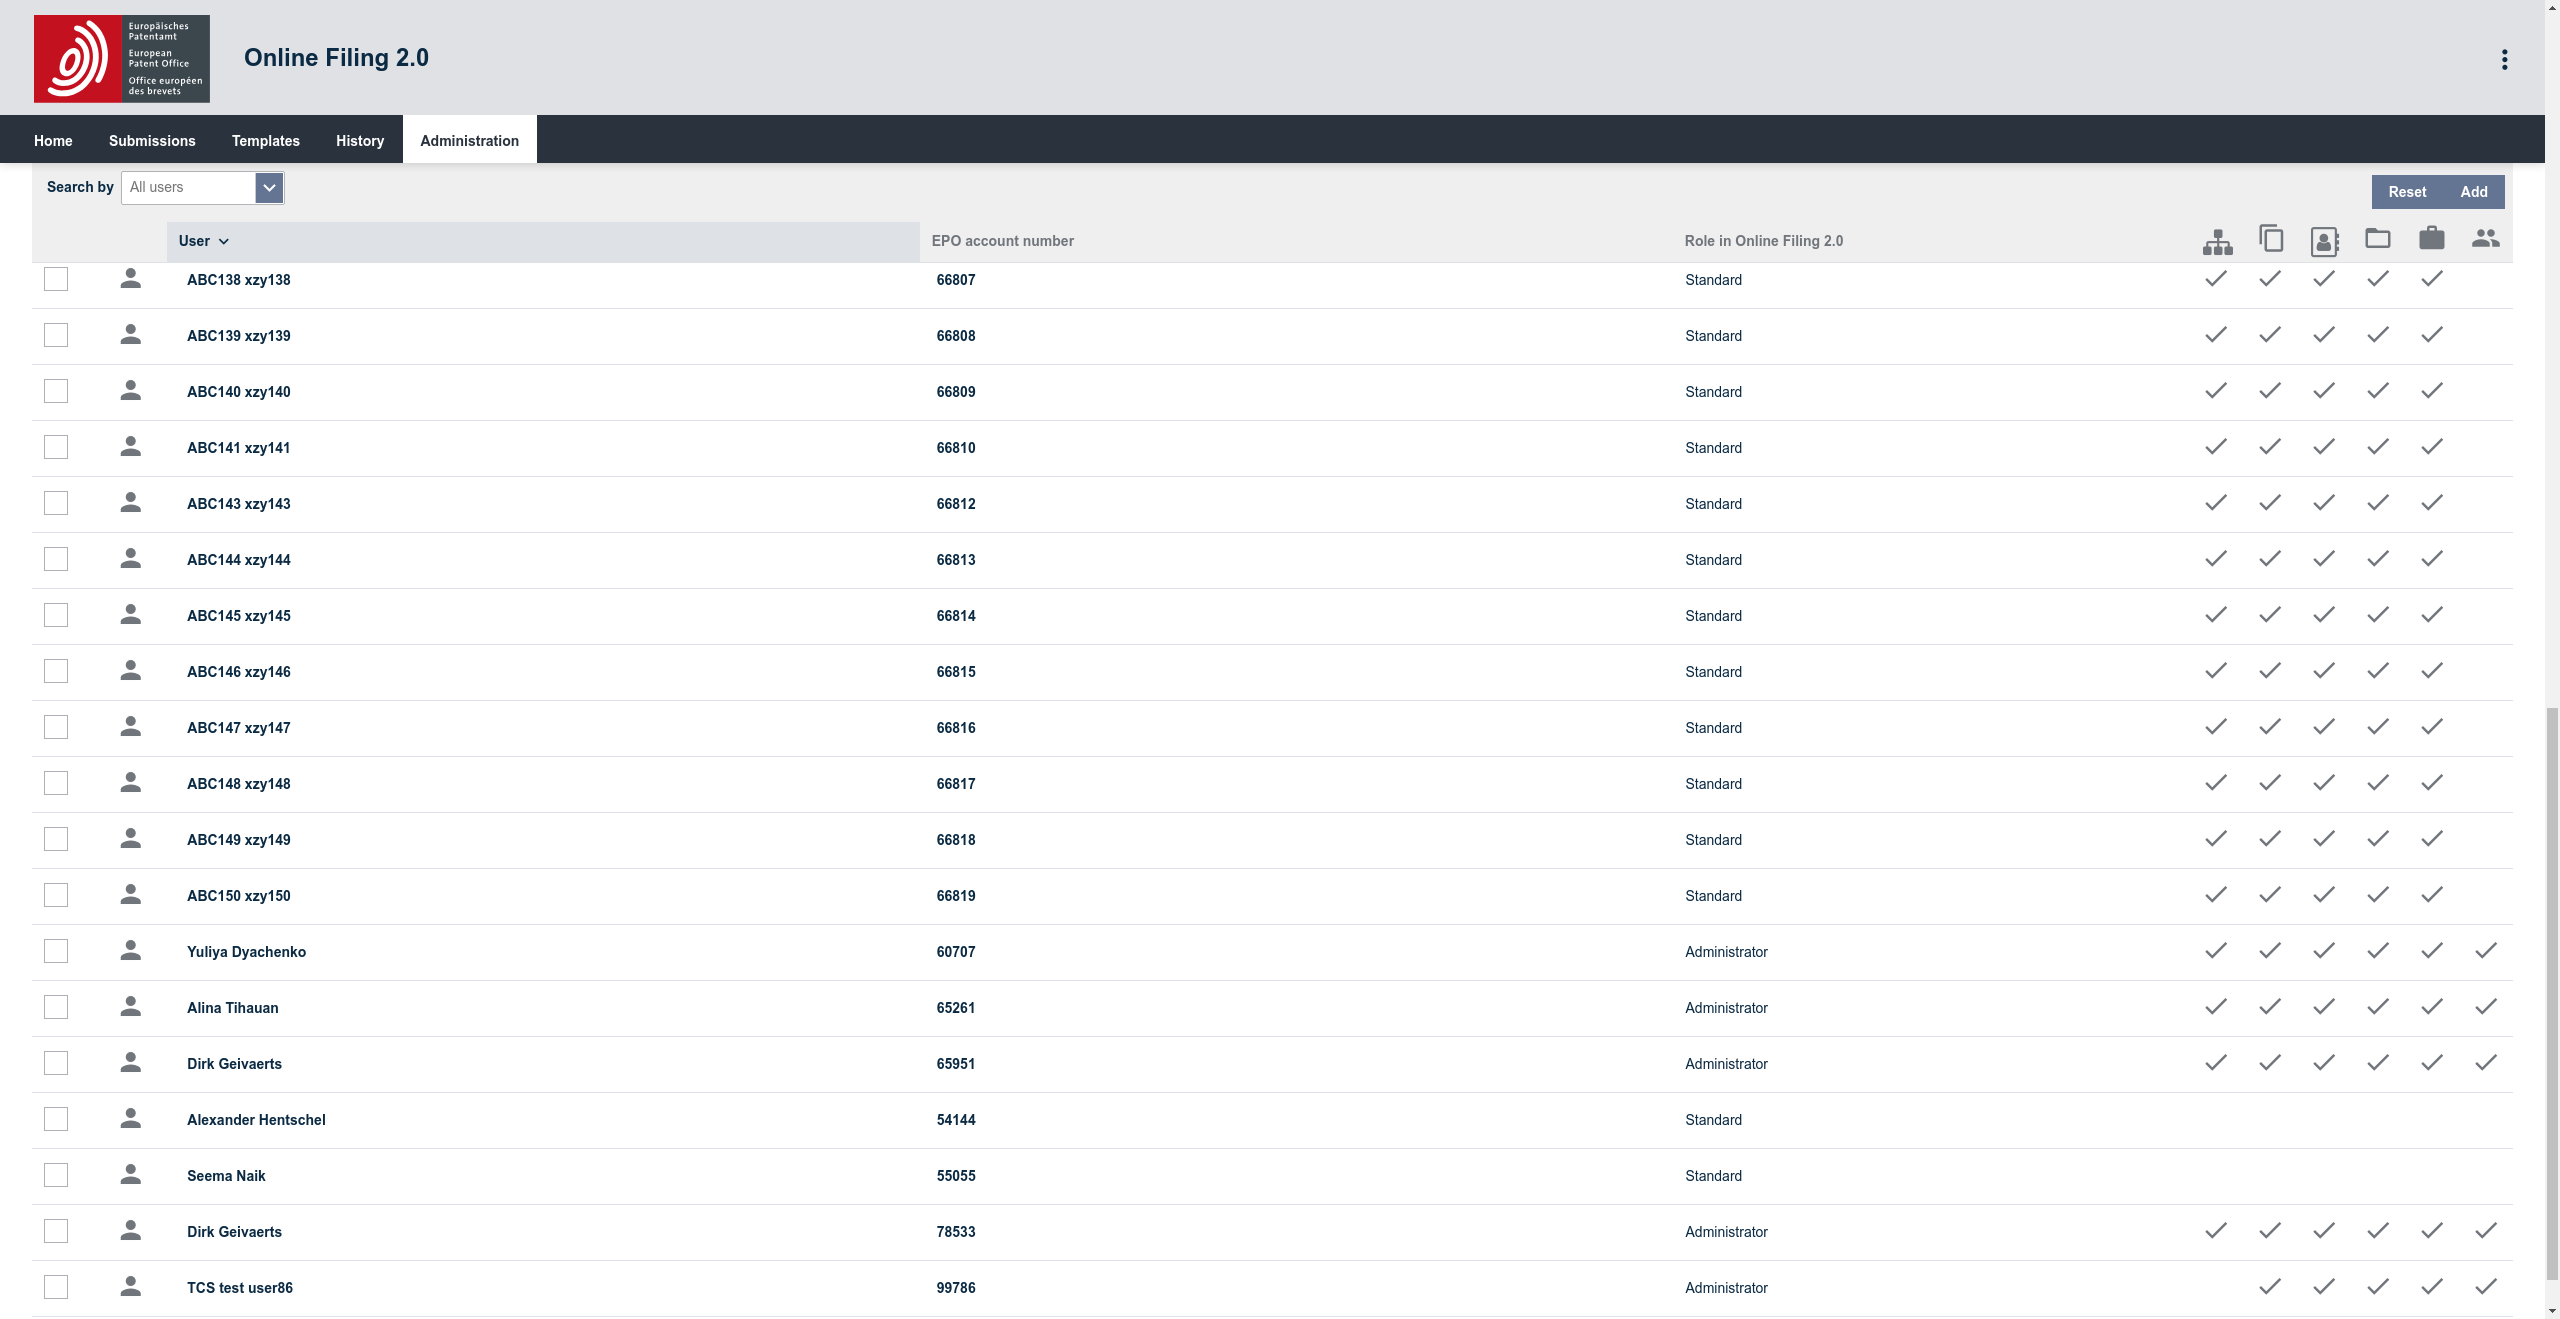 Europäisches
Patentamt
European
Patent Office
Office européen
des brevets
Online Filing 2.0
Home Submissions Templates History Administration
Search by All users Reset Add
User EPO account number Role in Online Filing 2.0
ABC138 xzy138 66807 Standard
ABC139 xzy139 66808 Standard
ABC140 xzy140 66809 Standard
ABC141 xzy141 66810 Standard
ABC143 xzy143 66812 Standard
ABC144 xzy144 66813 Standard
ABC145 xzy145 66814 Standard
ABC146 xzy146 66815 Standard
ABC147 xzy147 66816 Standard
ABC148 xzy148 66817 Standard
ABC149 xzy149 66818 Standard
ABC150 xzy150 66819 Standard
Yuliya Dyachenko 60707 Administrator
Alina Tihauan 65261 Administrator
Dirk Geivaerts 65951 Administrator
Alexander Hentschel 54144 Standard
Seema Naik 55055 Standard
Dirk Geivaerts 78533 Administrator
TCS test user86 99786 Administrator